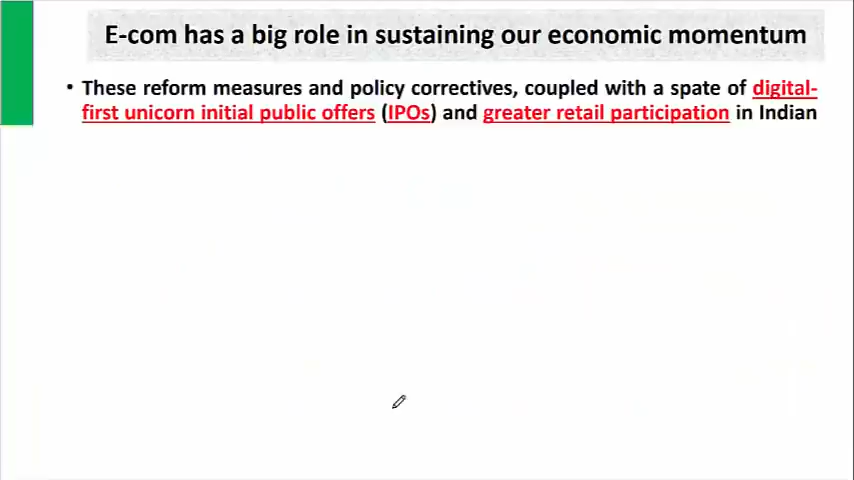 E-com has a big role in sustaining our economic momentum
• These reform measures and policy correctives, coupled with a spate of digital-
first unicorn initial public offers (IPOs) and greater retail participation in Indian